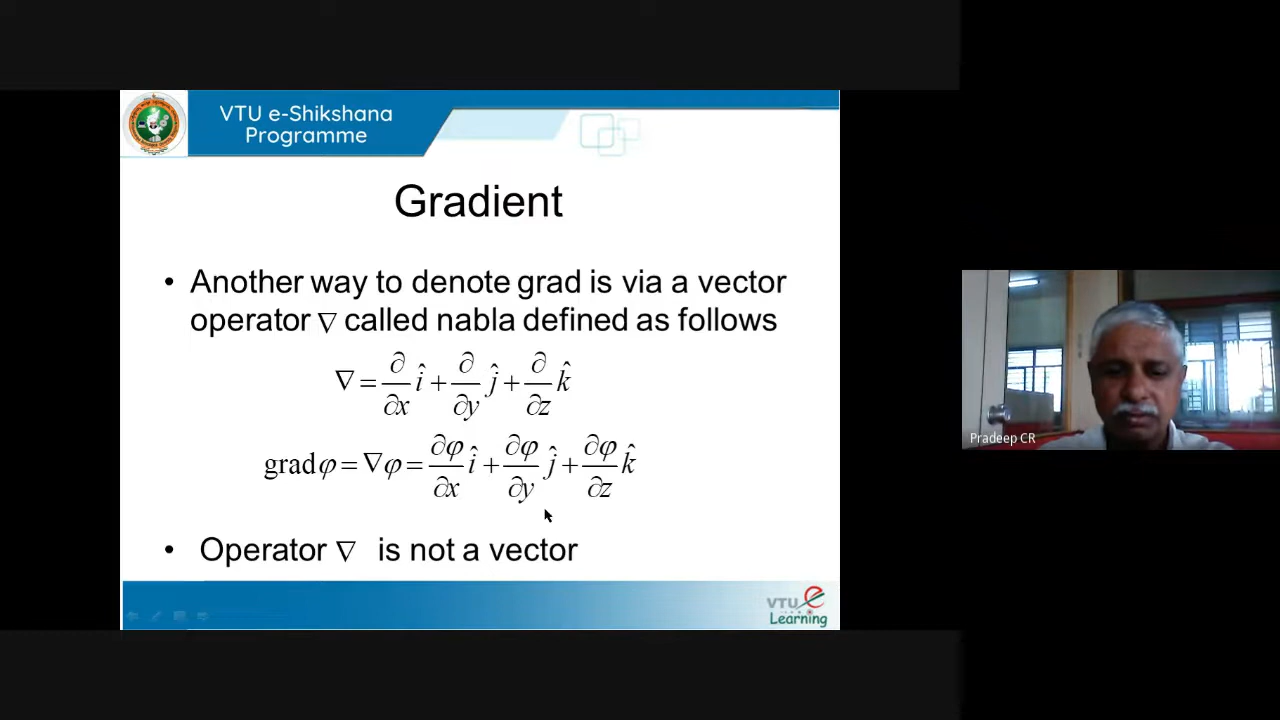 VTU e-Shikshana
Programme
Gradient
• Another way to denote grad is via a vector
operator ∇ called nabla defined as follows
∇ = ∂/∂x î + ∂/∂y ĵ + ∂/∂z k̂
grad φ = ∇φ = ∂φ/∂x î + ∂φ/∂y ĵ + ∂φ/∂z k̂
• Operator ∇ is not a vector
VTU e
Learning
Pradeep CR